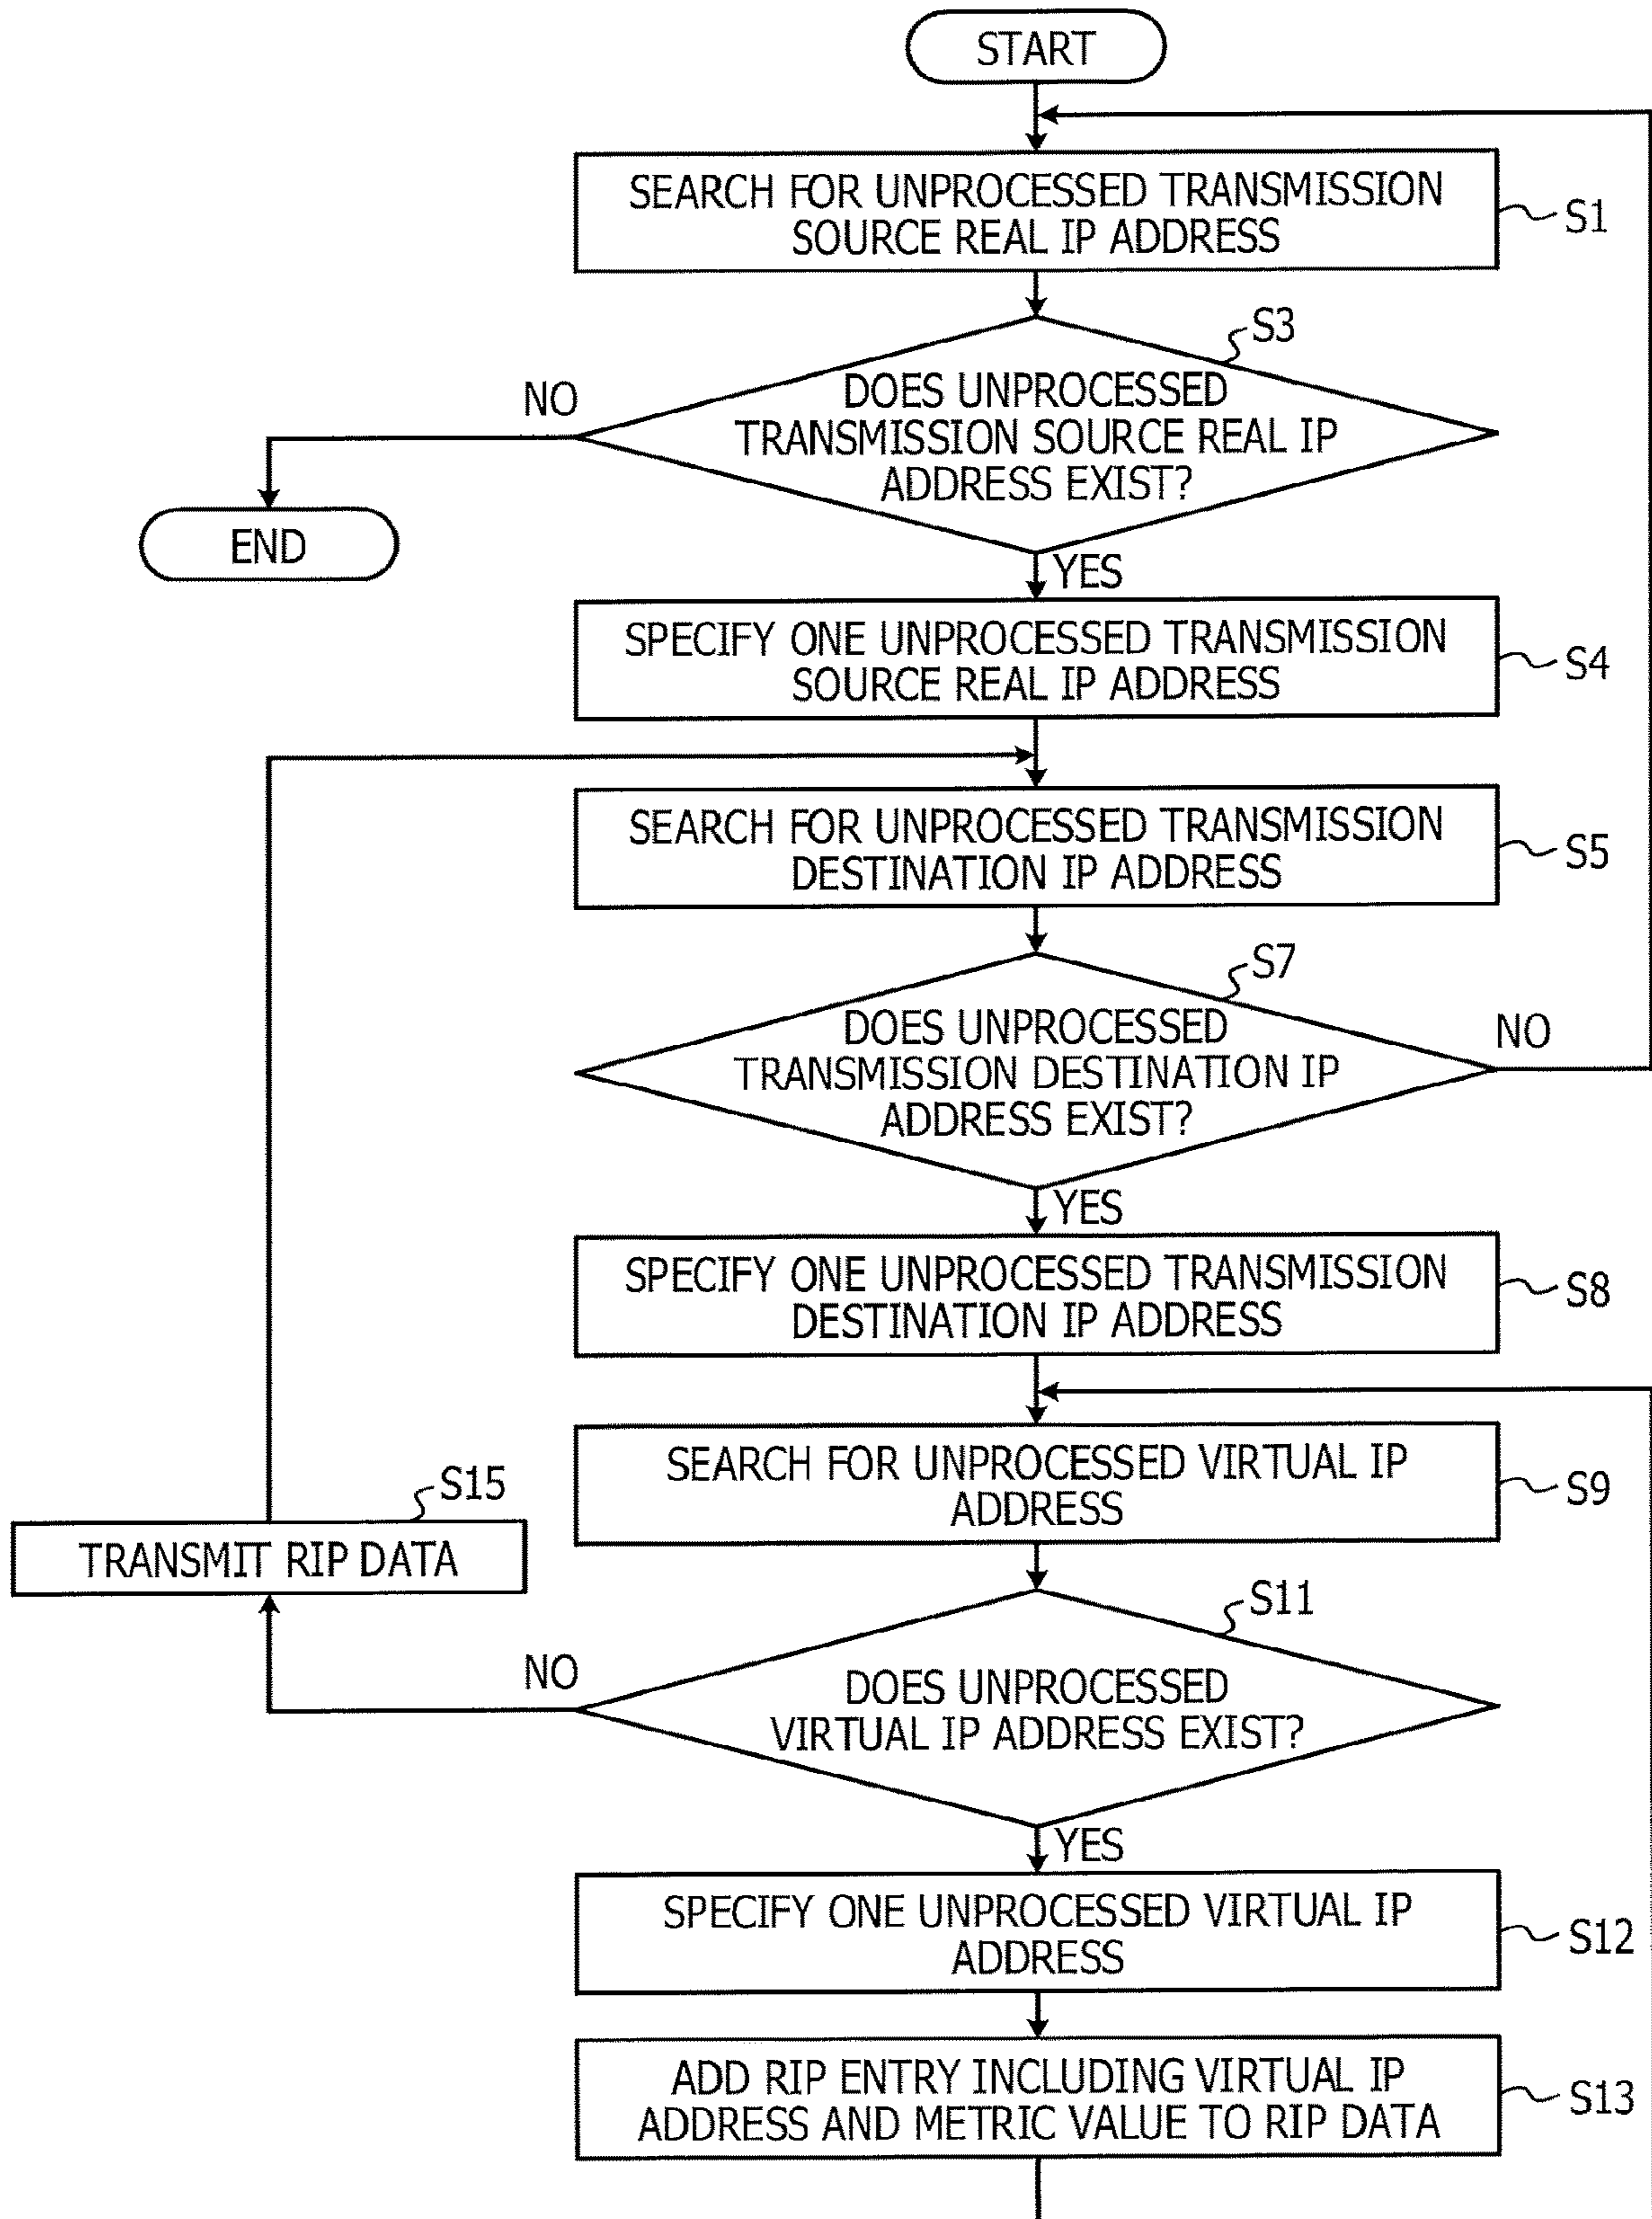 START
SEARCH FOR UNPROCESSED TRANSMISSION
SOURCE REAL IP ADDRESS
S1
S3
DOES UNPROCESSED
TRANSMISSION SOURCE REAL IP
ADDRESS EXIST?
NO
END
YES
SPECIFY ONE UNPROCESSED TRANSMISSION
SOURCE REAL IP ADDRESS
S4
SEARCH FOR UNPROCESSED TRANSMISSION
DESTINATION IP ADDRESS
S5
S7
DOES UNPROCESSED
TRANSMISSION DESTINATION IP
ADDRESS EXIST?
NO
YES
SPECIFY ONE UNPROCESSED TRANSMISSION
DESTINATION IP ADDRESS
S8
SEARCH FOR UNPROCESSED VIRTUAL IP
ADDRESS
S9
S15
TRANSMIT RIP DATA
S11
NO
DOES UNPROCESSED
VIRTUAL IP ADDRESS EXIST?
YES
SPECIFY ONE UNPROCESSED VIRTUAL IP
ADDRESS
S12
ADD RIP ENTRY INCLUDING VIRTUAL IP
ADDRESS AND METRIC VALUE TO RIP DATA
S13